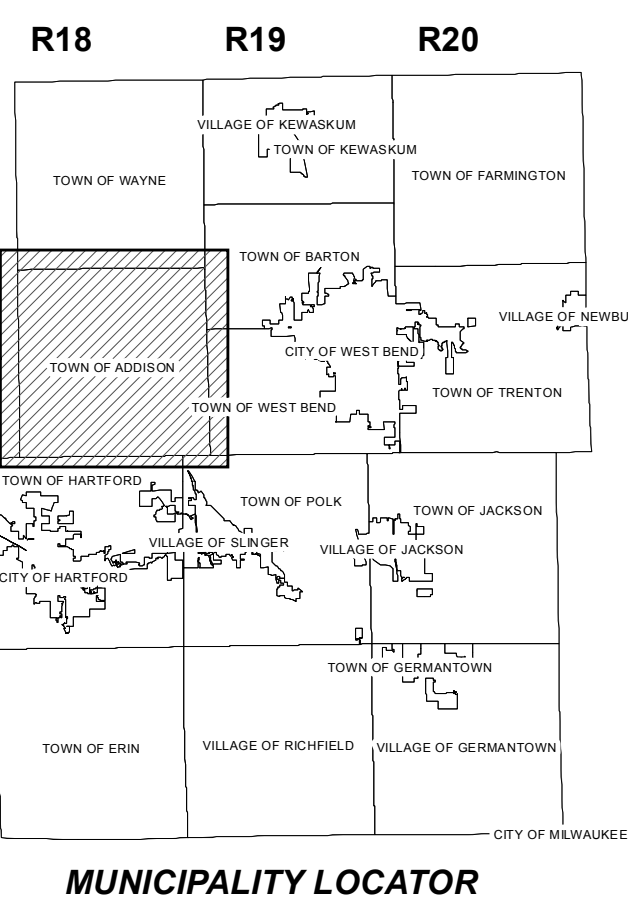 R18 R19 R20
VILLAGE OF KEWASKUM
TOWN OF KEWASKUM
TOWN OF WAYNE
TOWN OF FARMINGTON
TOWN OF BARTON
VILLAGE OF NEWBU
CITY OF WEST BEND
TOWN OF ADDISON
TOWN OF TRENTON
TOWN OF WEST BEND
TOWN OF HARTFORD
TOWN OF POLK
TOWN OF JACKSON
VILLAGE OF SLINGER
VILLAGE OF JACKSON
CITY OF HARTFORD
TOWN OF GERMANTOWN
TOWN OF ERIN
VILLAGE OF RICHFIELD
VILLAGE OF GERMANTOWN
CITY OF MILWAUKEE
MUNICIPALITY LOCATOR